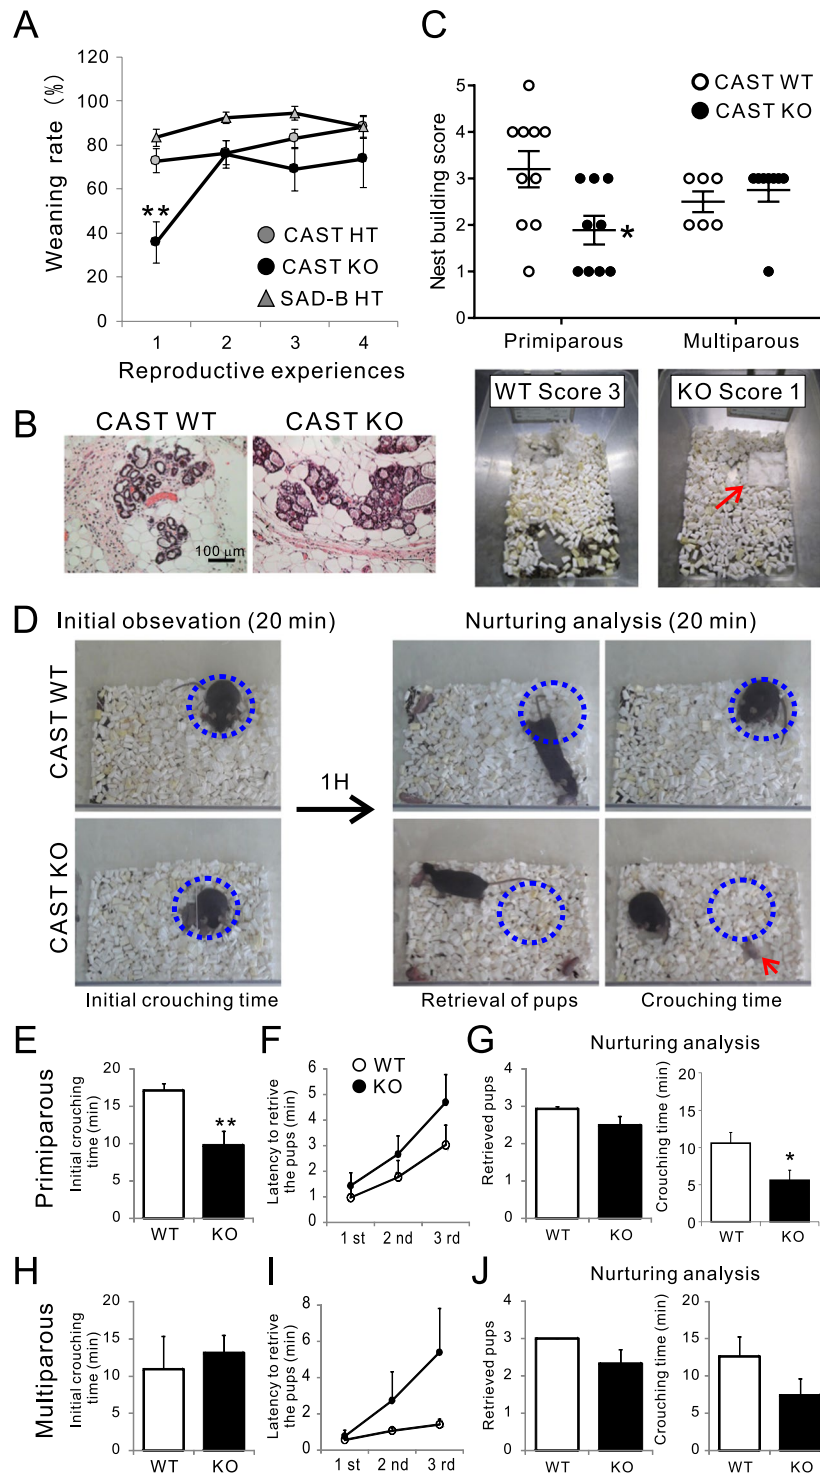 A
Weaning rate (%)
120
100
80
60
40
20
0
**
CAST HT
CAST KO
SAD-B HT
1 2 3 4
Reproductive experiences
B
CAST WT CAST KO
100 μm
C
Nest building score
5
4
3
2
1
0
CAST WT
CAST KO
*
Primiparous Multiparous
WT Score 3
KO Score 1
D
Initial obsevation (20 min) Nurturing analysis (20 min)
CAST WT
1H
CAST KO
Initial crouching time Retrieval of pups Crouching time
Primiparous
E
Initial crouching
time (min)
20
15
10
5
0
**
WT KO
F
Latency to retrive
the pups (min)
6
5
4
3
2
1
0
WT
KO
1 st 2 nd 3 rd
G
Nurturing analysis
Retrieved pups
4
3
2
1
0
WT KO
Crouching time (min)
20
15
10
5
0
*
WT KO
Multiparous
H
Initial crouching
time (min)
20
15
10
5
0
WT KO
I
Latency to retrive
the pups (min)
8
6
4
2
0
1 st 2 nd 3 rd
J
Nurturing analysis
Retrieved pups
4
3
2
1
0
WT KO
Crouching time (min)
20
15
10
5
0
WT KO